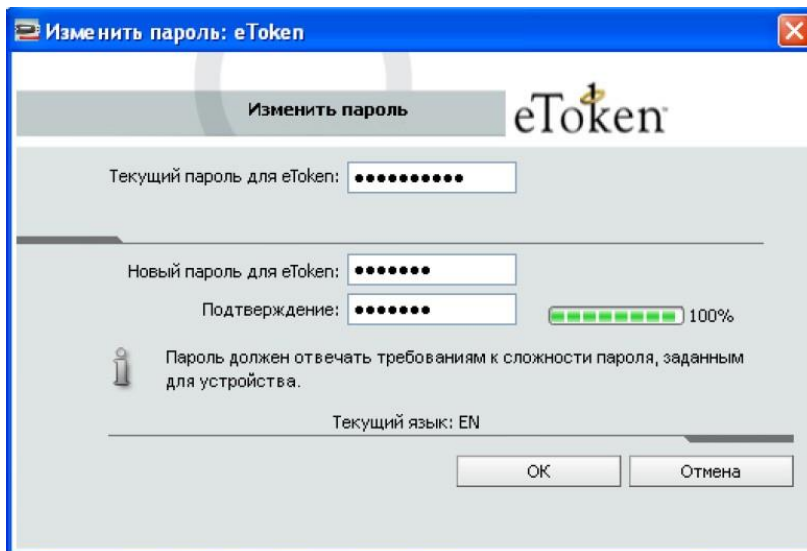 Изменить пароль: eToken
Изменить пароль
eToken
Текущий пароль для eToken: ••••••••••
Новый пароль для eToken: •••••••
Подтверждение: •••••••
100%
Пароль должен отвечать требованиям к сложности пароля, заданным
для устройства.
Текущий язык: EN
OK
Отмена